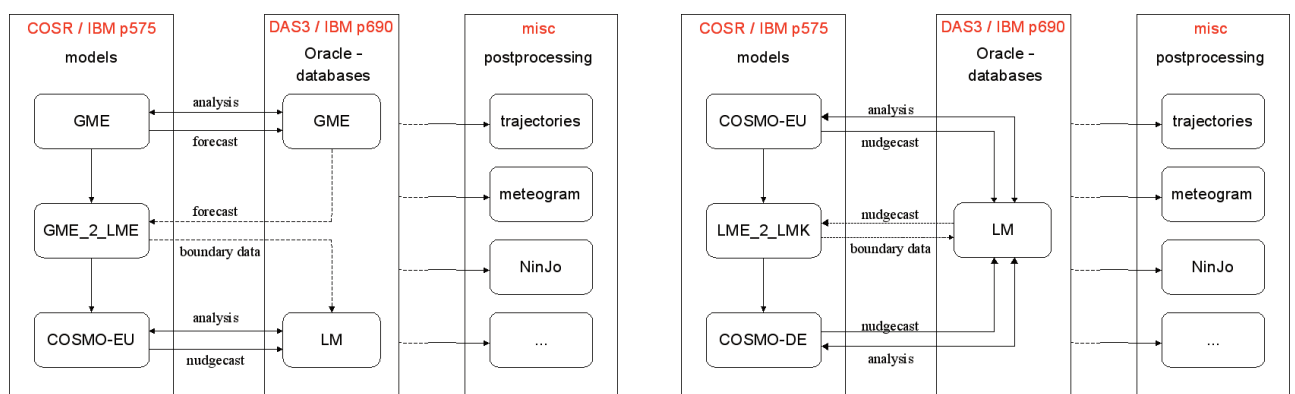 COSR / IBM p575
models
GME
GME_2_LME
COSMO-EU
analysis
forecast
forecast
boundary data
analysis
nudgecast
DAS3 / IBM p690
Oracle -
databases
GME
LM
misc
postprocessing
trajectories
meteogram
NinJo
...
COSR / IBM p575
models
COSMO-EU
LME_2_LMK
COSMO-DE
analysis
nudgecast
nudgecast
boundary data
nudgecast
analysis
DAS3 / IBM p690
Oracle -
databases
LM
misc
postprocessing
trajectories
meteogram
NinJo
...